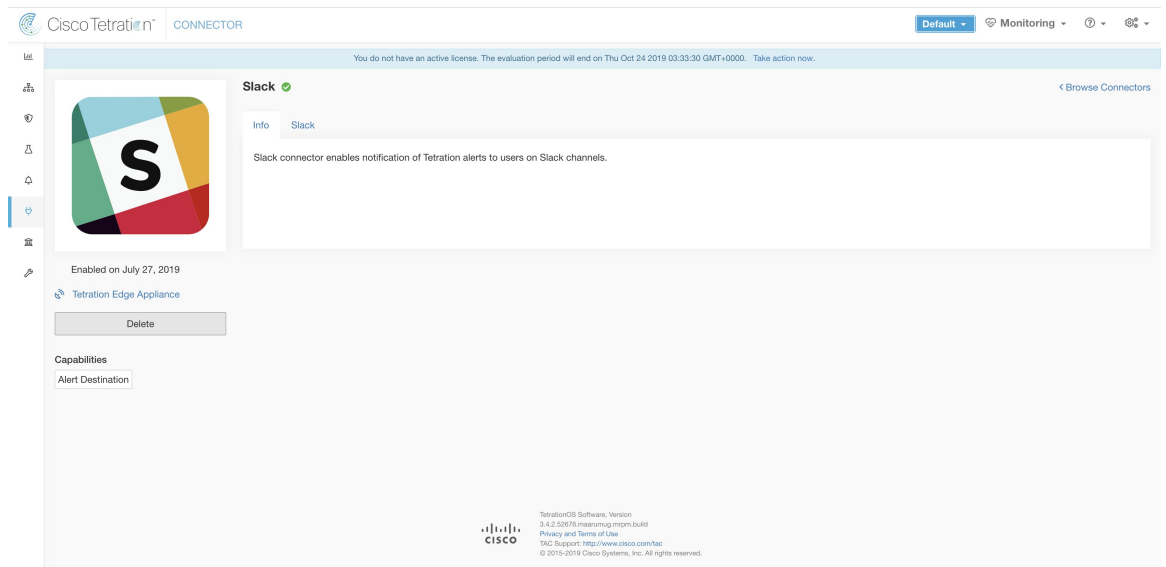 Cisco Tetration™ CONNECTOR
Default
Monitoring
You do not have an active license. The evaluation period will end on Thu Oct 24 2019 03:33:30 GMT+0000. Take action now.
Slack
< Browse Connectors
Info Slack
Slack connector enables notification of Tetration alerts to users on Slack channels.
S
Enabled on July 27, 2019
Tetration Edge Appliance
Delete
Capabilities
Alert Destination
CISCO
TetrationOS Software, Version
3.4.2.52676.maarumug.mrpm.build
Privacy and Terms of Use
TAC Support: http://www.cisco.com/tac
© 2015-2019 Cisco Systems, Inc. All rights reserved.